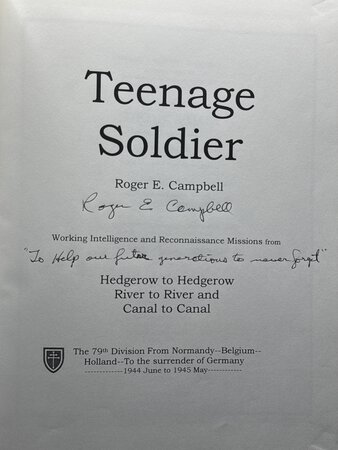 Teenage
Soldier
Roger E. Campbell
Roger E Campbell
Working Intelligence and Reconnaissance Missions from
"To Help our future generations to never forget"
Hedgerow to Hedgerow
River to River and
Canal to Canal
The 79th Division From Normandy--Belgium--
Holland--To the surrender of Germany
-------------1944 June to 1945 May------------